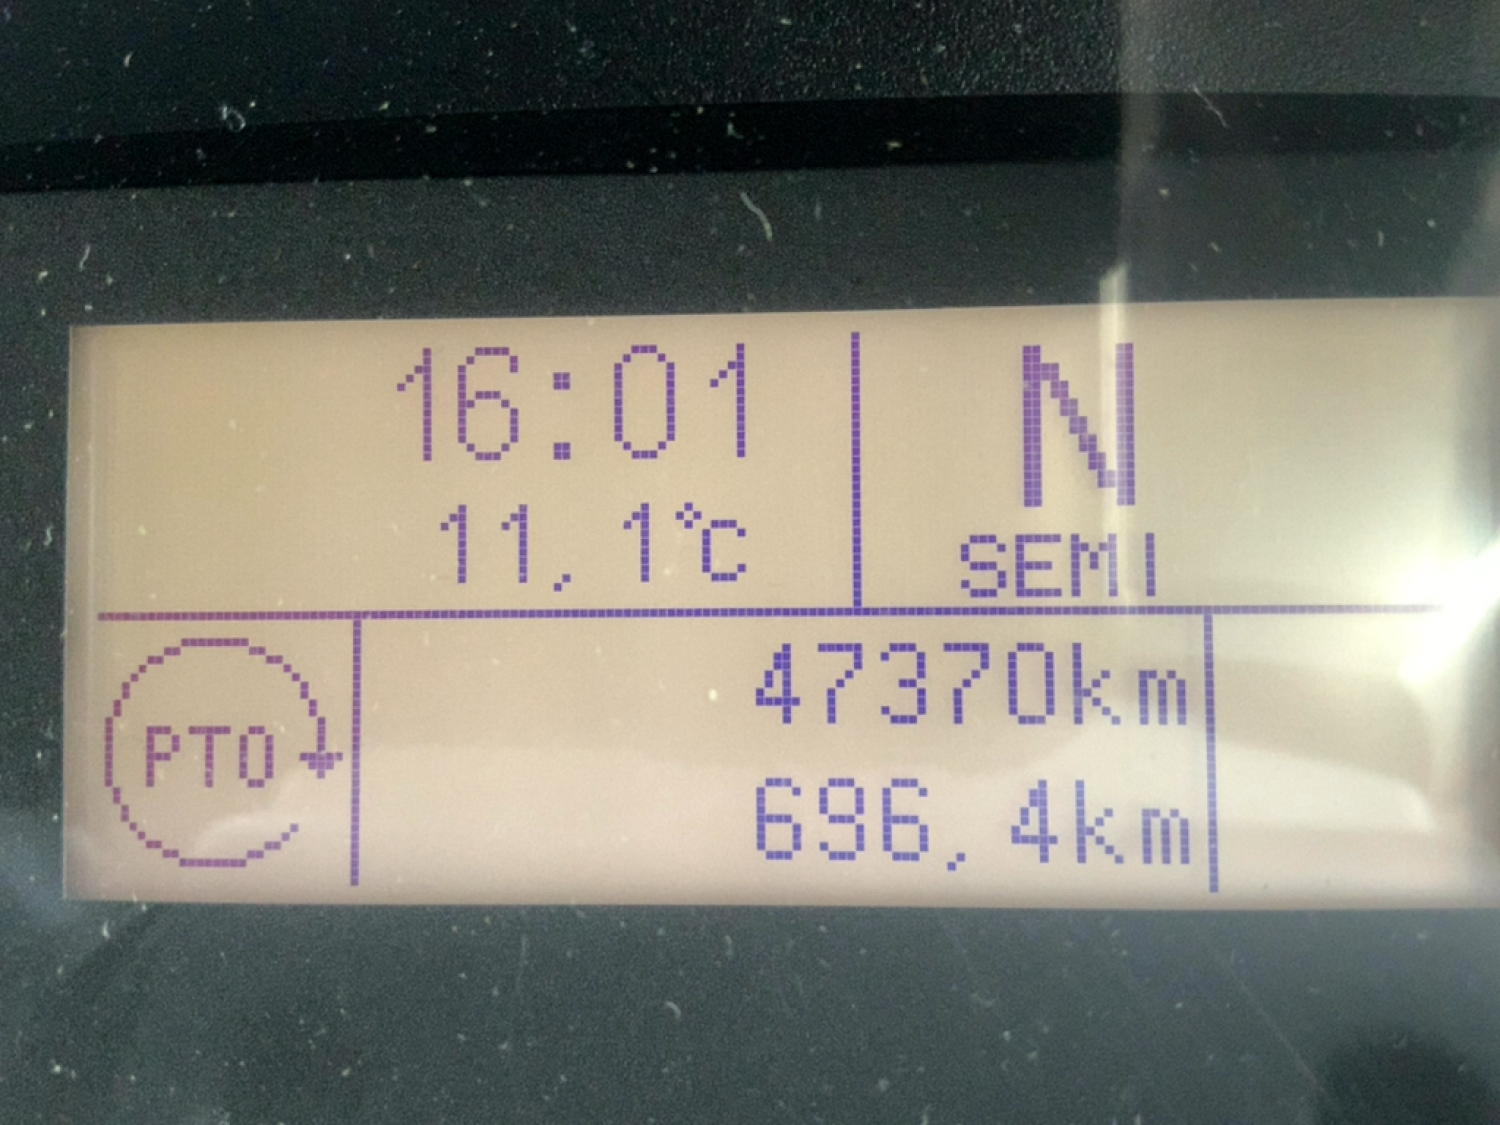 16:01
N
11,1°C
SEMI
PTO
47370km
696,4km